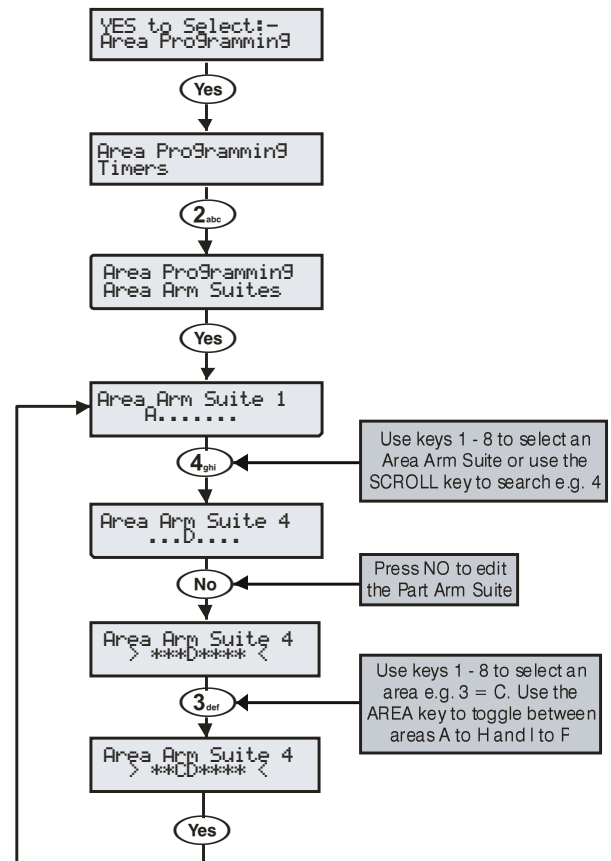 YES to Select:-
Area Programming
Yes
Area Programming
Timers
2abc
Area Programming
Area Arm Suites
Yes
Area Arm Suite 1
A.......
4ghi
Use keys 1 - 8 to select an
Area Arm Suite or use the
SCROLL key to search e.g. 4
Area Arm Suite 4
...D....
No
Press NO to edit
the Part Arm Suite
Area Arm Suite 4
> ***D**** <
3def
Use keys 1 - 8 to select an
area e.g. 3 = C. Use the
AREA key to toggle between
areas A to H and I to P
Area Arm Suite 4
> **CD**** <
Yes